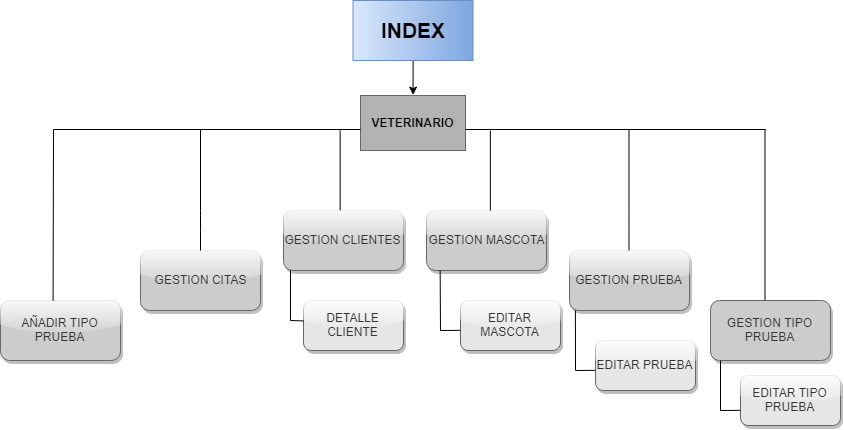 INDEX
VETERINARIO
GESTION CLIENTES
GESTION MASCOTA
GESTION CITAS
GESTION PRUEBA
AÑADIR TIPO
PRUEBA
DETALLE
CLIENTE
EDITAR
MASCOTA
GESTION TIPO
PRUEBA
EDITAR PRUEBA
EDITAR TIPO
PRUEBA